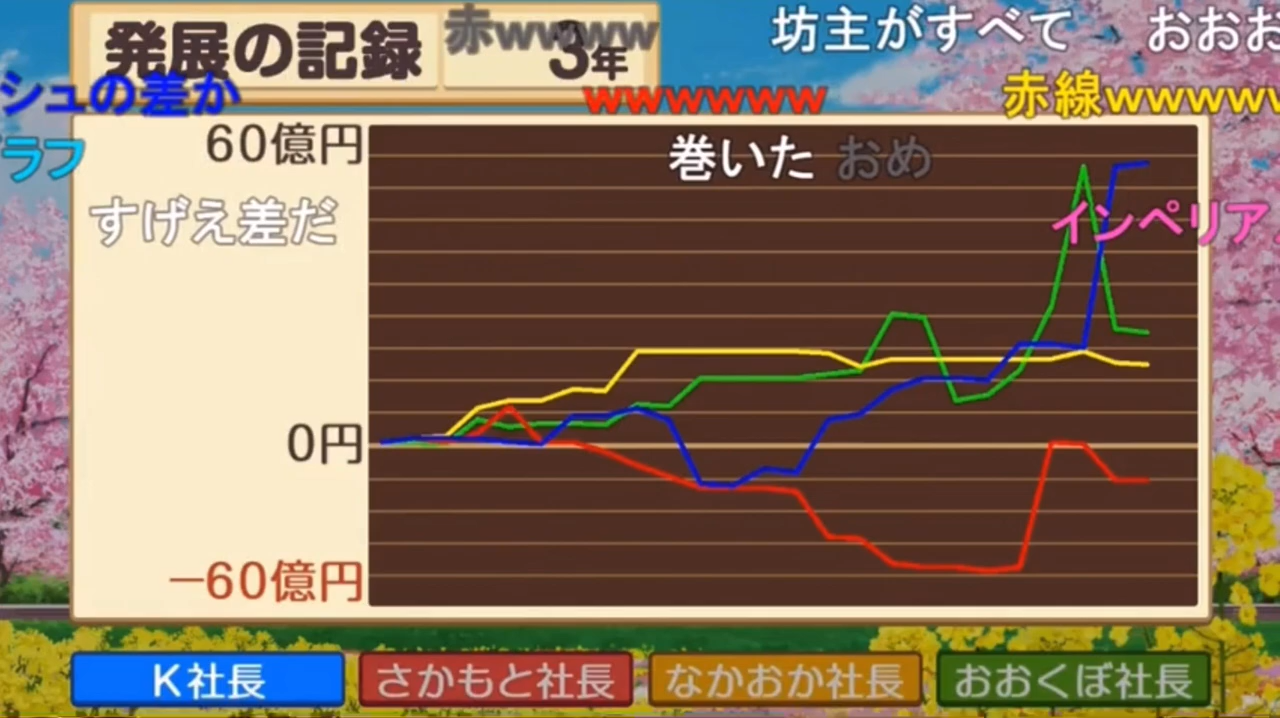 坊主がすべて
おおお
発展の記録
赤wwww
3年
シュの差か
wwwwwww
赤線wwwww
60億円
ラフ
巻いた
おめ
すげえ差だ
インペリア
0円
−60億円
K社長
さかもと社長
なかおか社長
おおくぼ社長